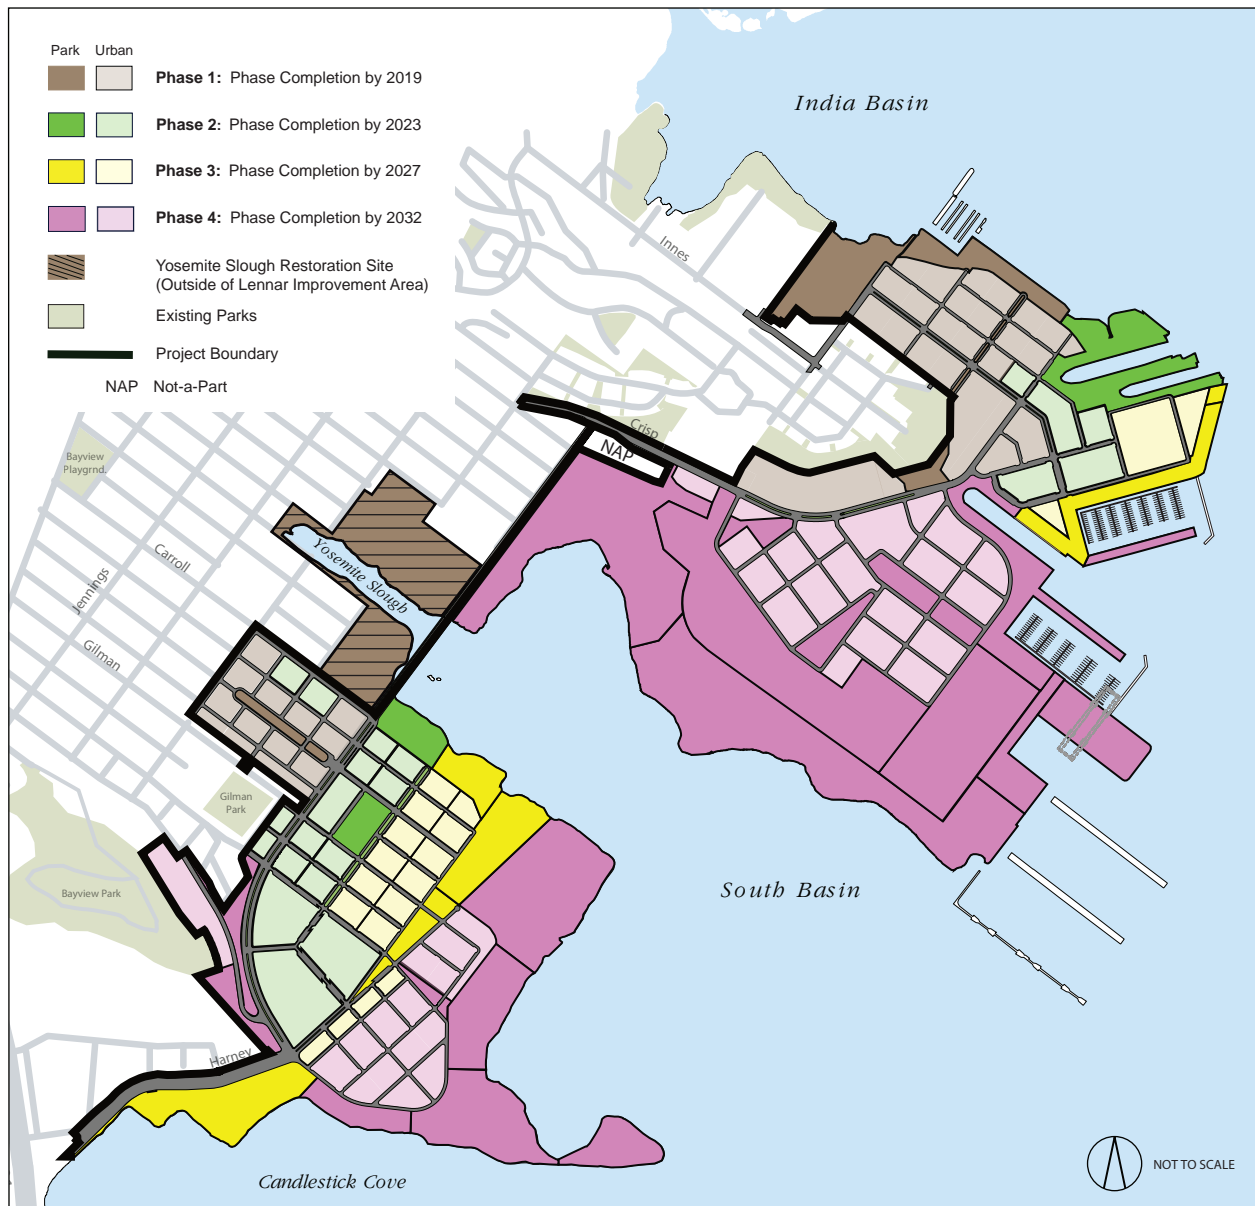 Park Urban
Phase 1: Phase Completion by 2019
Phase 2: Phase Completion by 2023
Phase 3: Phase Completion by 2027
Phase 4: Phase Completion by 2032
Yosemite Slough Restoration Site
(Outside of Lennar Improvement Area)
Existing Parks
Project Boundary
NAP Not-a-Part
India Basin
Innes
Crisp
NAP
Bayview
Playgrnd.
Carroll
Jennings
Gilman
Yosemite Slough
Gilman
Park
Bayview Park
South Basin
Harney
Candlestick Cove
NOT TO SCALE